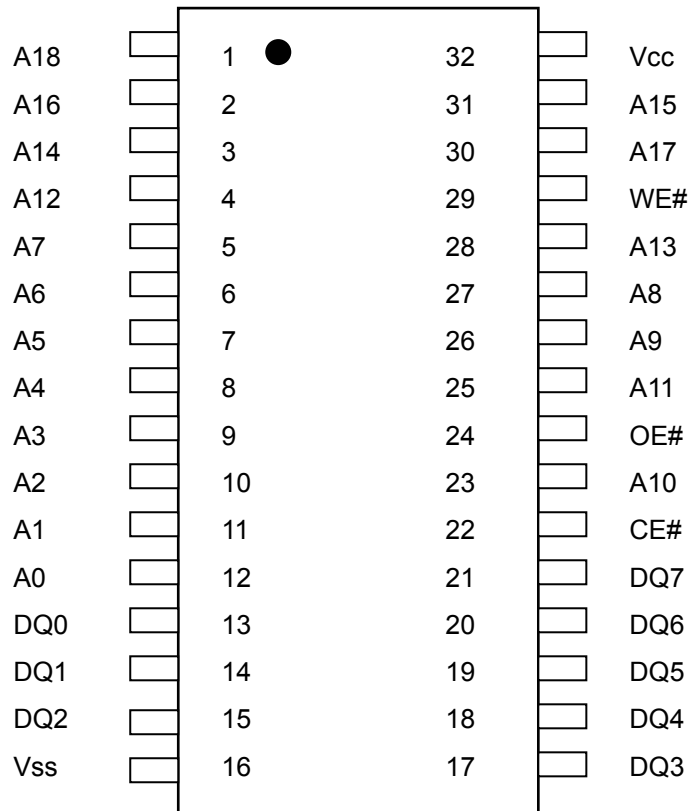 A18 1 32 Vcc
A16 2 31 A15
A14 3 30 A17
A12 4 29 WE#
A7 5 28 A13
A6 6 27 A8
A5 7 26 A9
A4 8 25 A11
A3 9 24 OE#
A2 10 23 A10
A1 11 22 CE#
A0 12 21 DQ7
DQ0 13 20 DQ6
DQ1 14 19 DQ5
DQ2 15 18 DQ4
Vss 16 17 DQ3